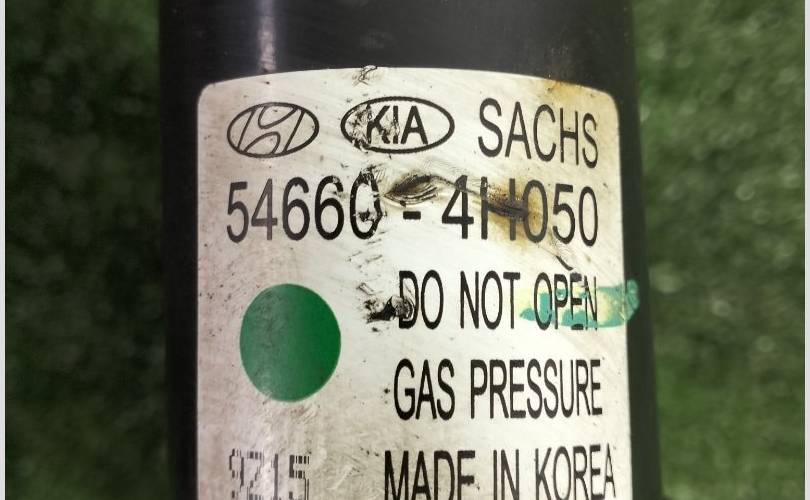 KIA SACHS
54660 - 4H050
DO NOT OPEN
GAS PRESSURE
MADE IN KOREA